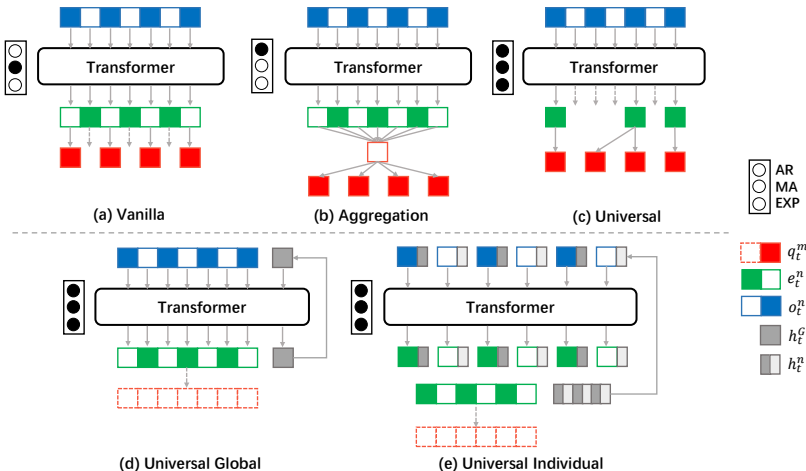 Transformer
Transformer
Transformer
(a) Vanilla
(b) Aggregation
(c) Universal
AR
MA
EXP
Transformer
Transformer
(d) Universal Global
(e) Universal Individual
q_t^m
e_t^n
o_t^n
h_t^G
h_t^n